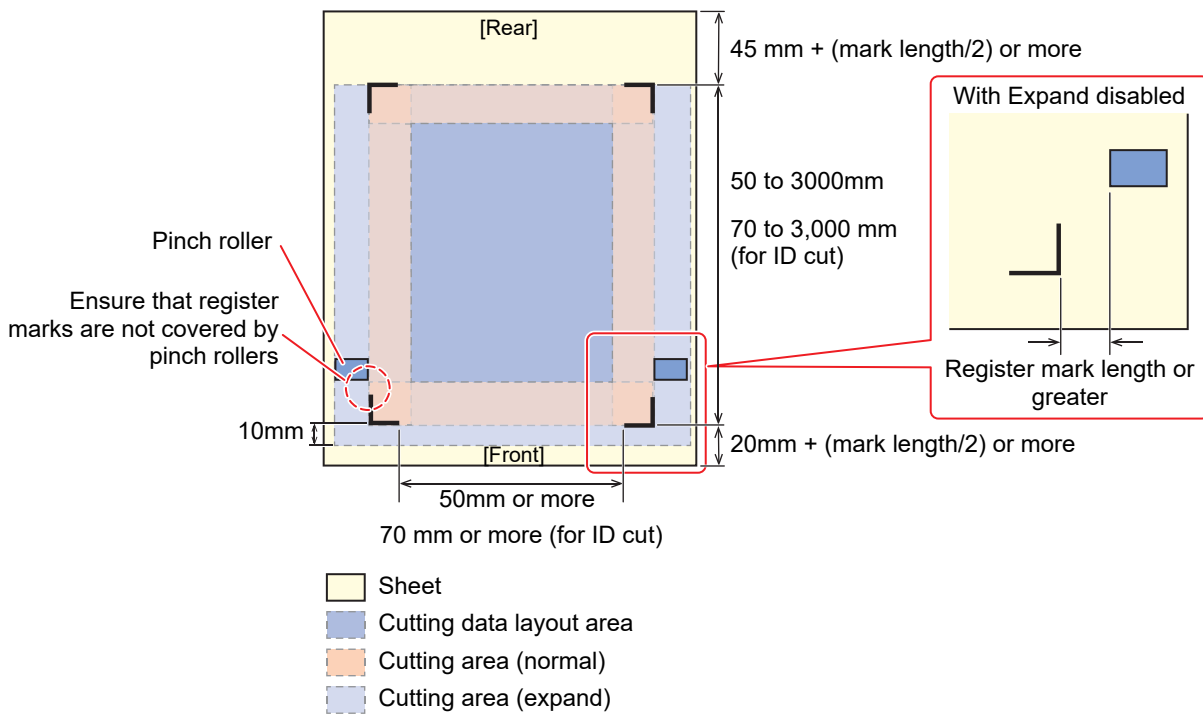 [Rear]
45 mm + (mark length/2) or more
With Expand disabled
50 to 3000mm
70 to 3,000 mm
(for ID cut)
Pinch roller
Ensure that register
marks are not covered by
pinch rollers
Register mark length or
greater
10mm
20mm + (mark length/2) or more
[Front]
50mm or more
70 mm or more (for ID cut)
Sheet
Cutting data layout area
Cutting area (normal)
Cutting area (expand)